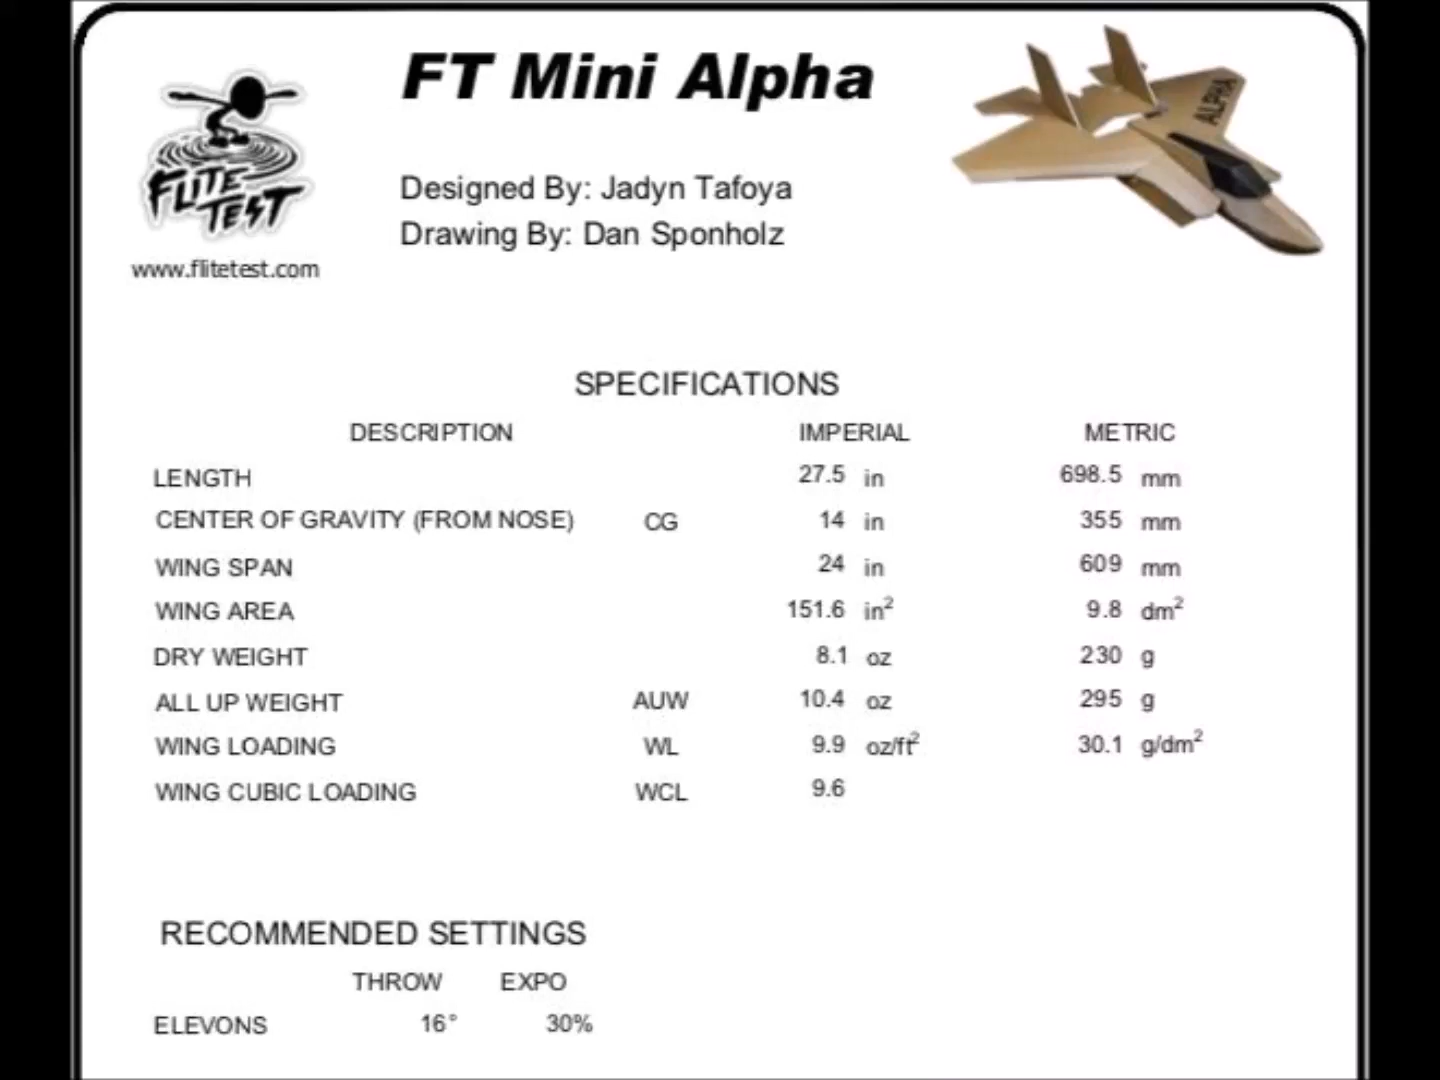 FT Mini Alpha
ALPHA
FLITE
TEST
www.flitetest.com
Designed By: Jadyn Tafoya
Drawing By: Dan Sponholz
SPECIFICATIONS
DESCRIPTION IMPERIAL METRIC
LENGTH 27.5 in 698.5 mm
CENTER OF GRAVITY (FROM NOSE) CG 14 in 355 mm
WING SPAN 24 in 609 mm
WING AREA 151.6 in² 9.8 dm²
DRY WEIGHT 8.1 oz 230 g
ALL UP WEIGHT AUW 10.4 oz 295 g
WING LOADING WL 9.9 oz/ft² 30.1 g/dm²
WING CUBIC LOADING WCL 9.6
RECOMMENDED SETTINGS
THROW EXPO
ELEVONS 16° 30%